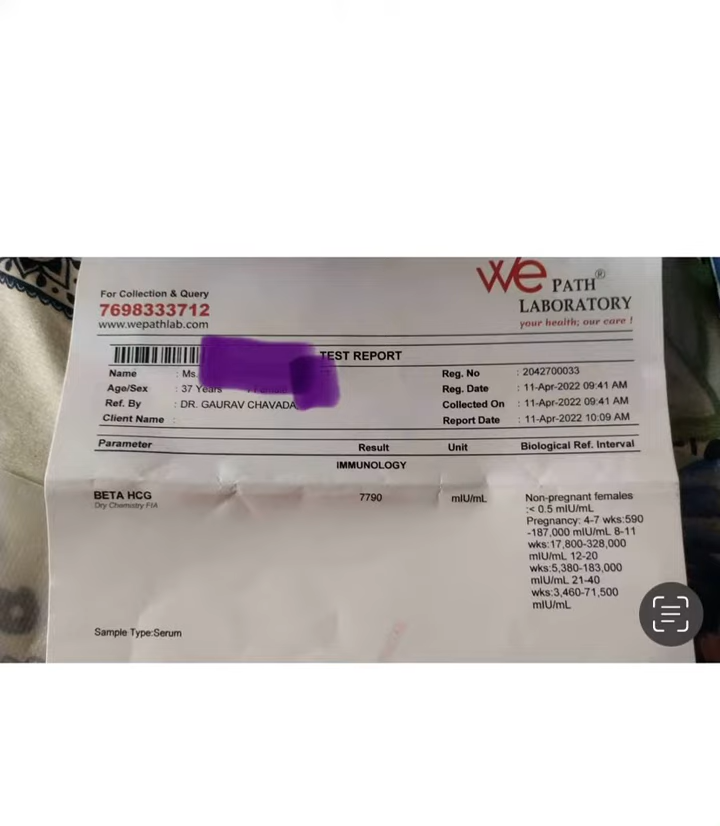 For Collection & Query
7698333712
www.wepathlab.com
we PATH®
LABORATORY
your health; our care !
TEST REPORT
Name : Ms.
Age/Sex : 37 Years
Ref. By : DR. GAURAV CHAVADA
Client Name :
Reg. No : 2042700033
Reg. Date : 11-Apr-2022 09:41 AM
Collected On : 11-Apr-2022 09:41 AM
Report Date : 11-Apr-2022 10:09 AM
Parameter Result Unit Biological Ref. Interval
IMMUNOLOGY
BETA HCG 7790 mIU/mL
Dry Chemistry FIA
Non-pregnant females
:< 0.5 mIU/mL
Pregnancy: 4-7 wks:590
-187,000 mIU/mL 8-11
wks:17,800-328,000
mIU/mL 12-20
wks:5,380-183,000
mIU/mL 21-40
wks:3,460-71,500
mIU/mL
Sample Type:Serum